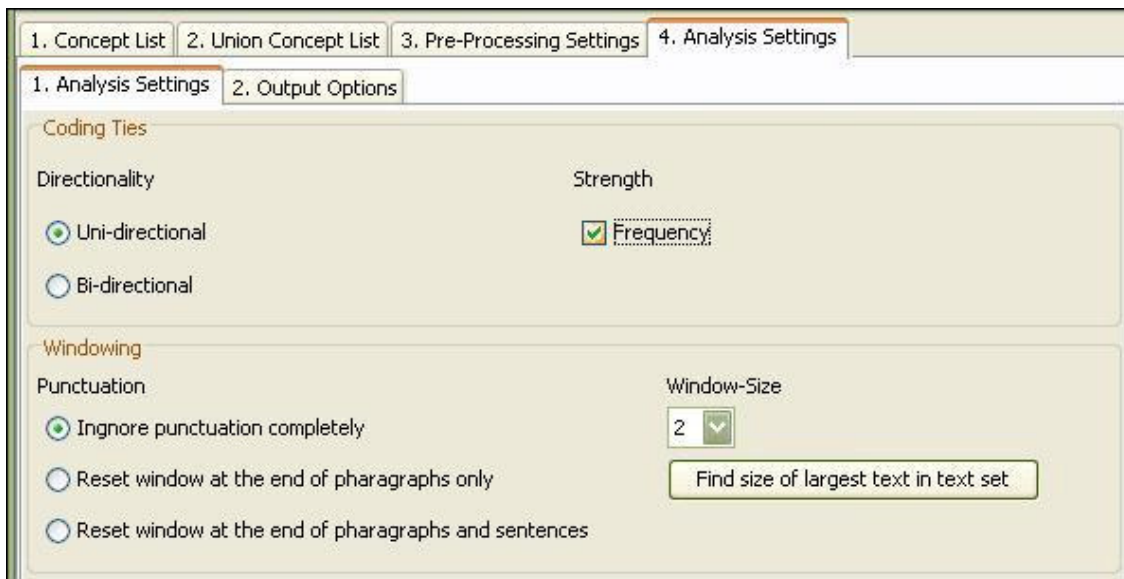 1. Concept List 2. Union Concept List 3. Pre-Processing Settings 4. Analysis Settings
1. Analysis Settings 2. Output Options
Coding Ties
Directionality Strength
Uni-directional Frequency
Bi-directional
Windowing
Punctuation Window-Size
Ingnore punctuation completely 2
Reset window at the end of pharagraphs only Find size of largest text in text set
Reset window at the end of pharagraphs and sentences